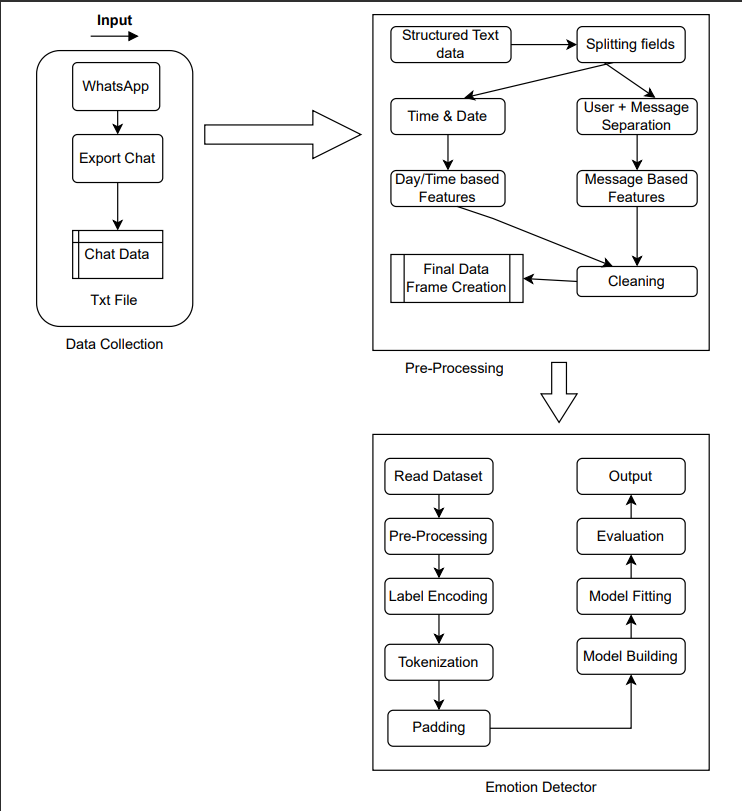 Input
WhatsApp
Export Chat
Chat Data
Txt File
Data Collection
Structured Text
data
Splitting fields
Time & Date
User + Message
Separation
Day/Time based
Features
Message Based
Features
Final Data
Frame Creation
Cleaning
Pre-Processing
Read Dataset
Pre-Processing
Label Encoding
Tokenization
Padding
Output
Evaluation
Model Fitting
Model Building
Emotion Detector